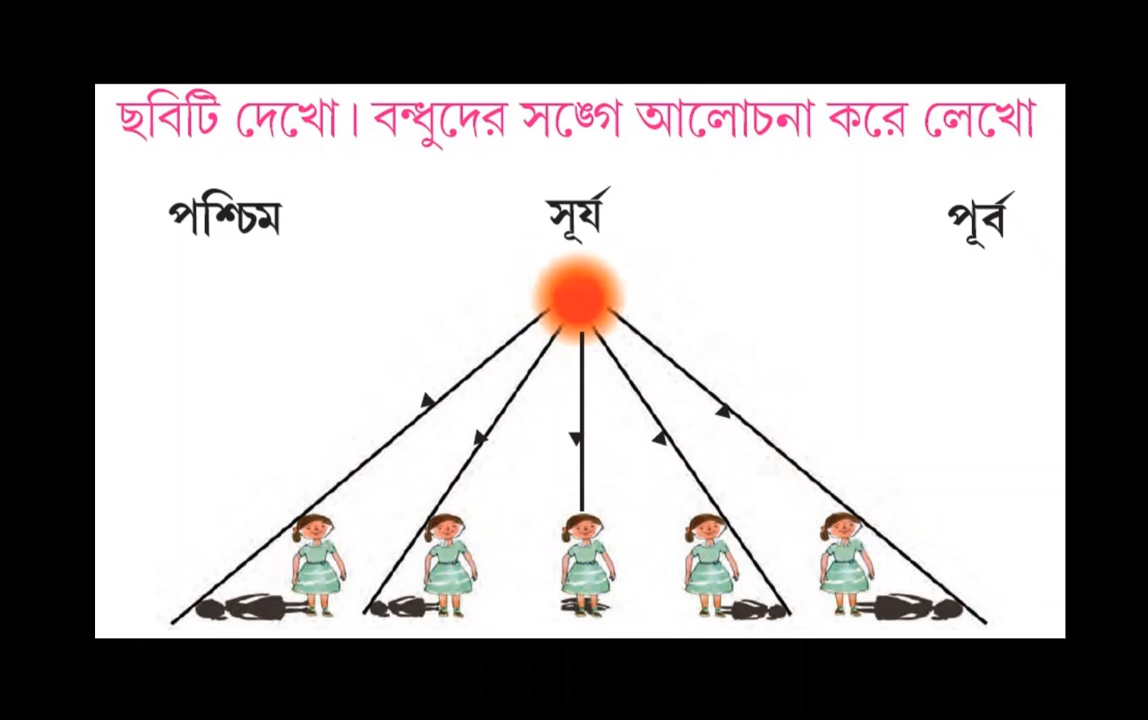 ছবিটি দেখো। বন্ধুদের সঙ্গে আলোচনা করে লেখো
পশ্চিম সূর্য পূর্ব